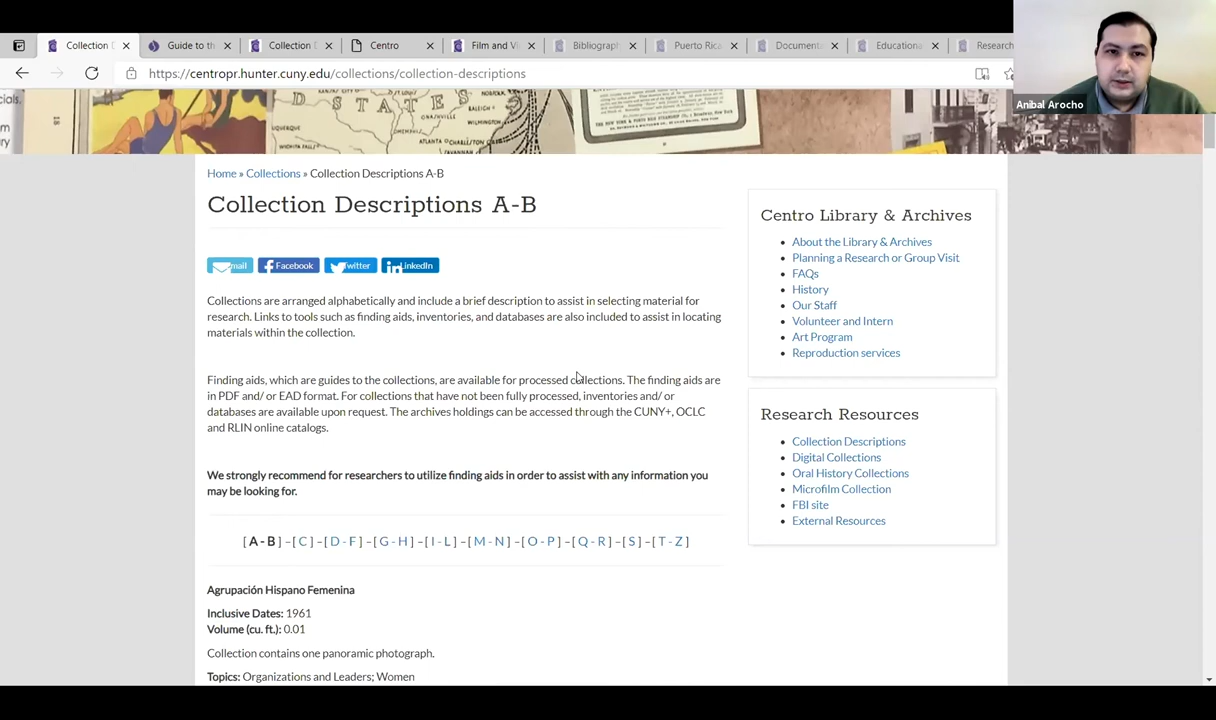 Collection D
Guide to th
Collection D
Centro
Film and Vi
Bibliograph
Puerto Rica
Documenta
Educationa
Research
https://centropr.hunter.cuny.edu/collections/collection-descriptions
Anibal Arocho
D STATES
Home » Collections » Collection Descriptions A-B
Collection Descriptions A-B
mail Facebook Twitter LinkedIn
Collections are arranged alphabetically and include a brief description to assist in selecting material for
research. Links to tools such as finding aids, inventories, and databases are also included to assist in locating
materials within the collection.
Finding aids, which are guides to the collections, are available for processed collections. The finding aids are
in PDF and/ or EAD format. For collections that have not been fully processed, inventories and/ or
databases are available upon request. The archives holdings can be accessed through the CUNY+, OCLC
and RLIN online catalogs.
We strongly recommend for researchers to utilize finding aids in order to assist with any information you
may be looking for.
[ A - B ] –[ C ] –[ D - F ] –[ G - H ] –[ I - L ] –[ M - N ] –[ O - P ] –[ Q - R ] –[ S ] –[ T - Z ]
Agrupación Hispano Femenina
Inclusive Dates: 1961
Volume (cu. ft.): 0.01
Collection contains one panoramic photograph.
Topics: Organizations and Leaders; Women
Centro Library & Archives
About the Library & Archives
Planning a Research or Group Visit
FAQs
History
Our Staff
Volunteer and Intern
Art Program
Reproduction services
Research Resources
Collection Descriptions
Digital Collections
Oral History Collections
Microfilm Collection
FBI site
External Resources